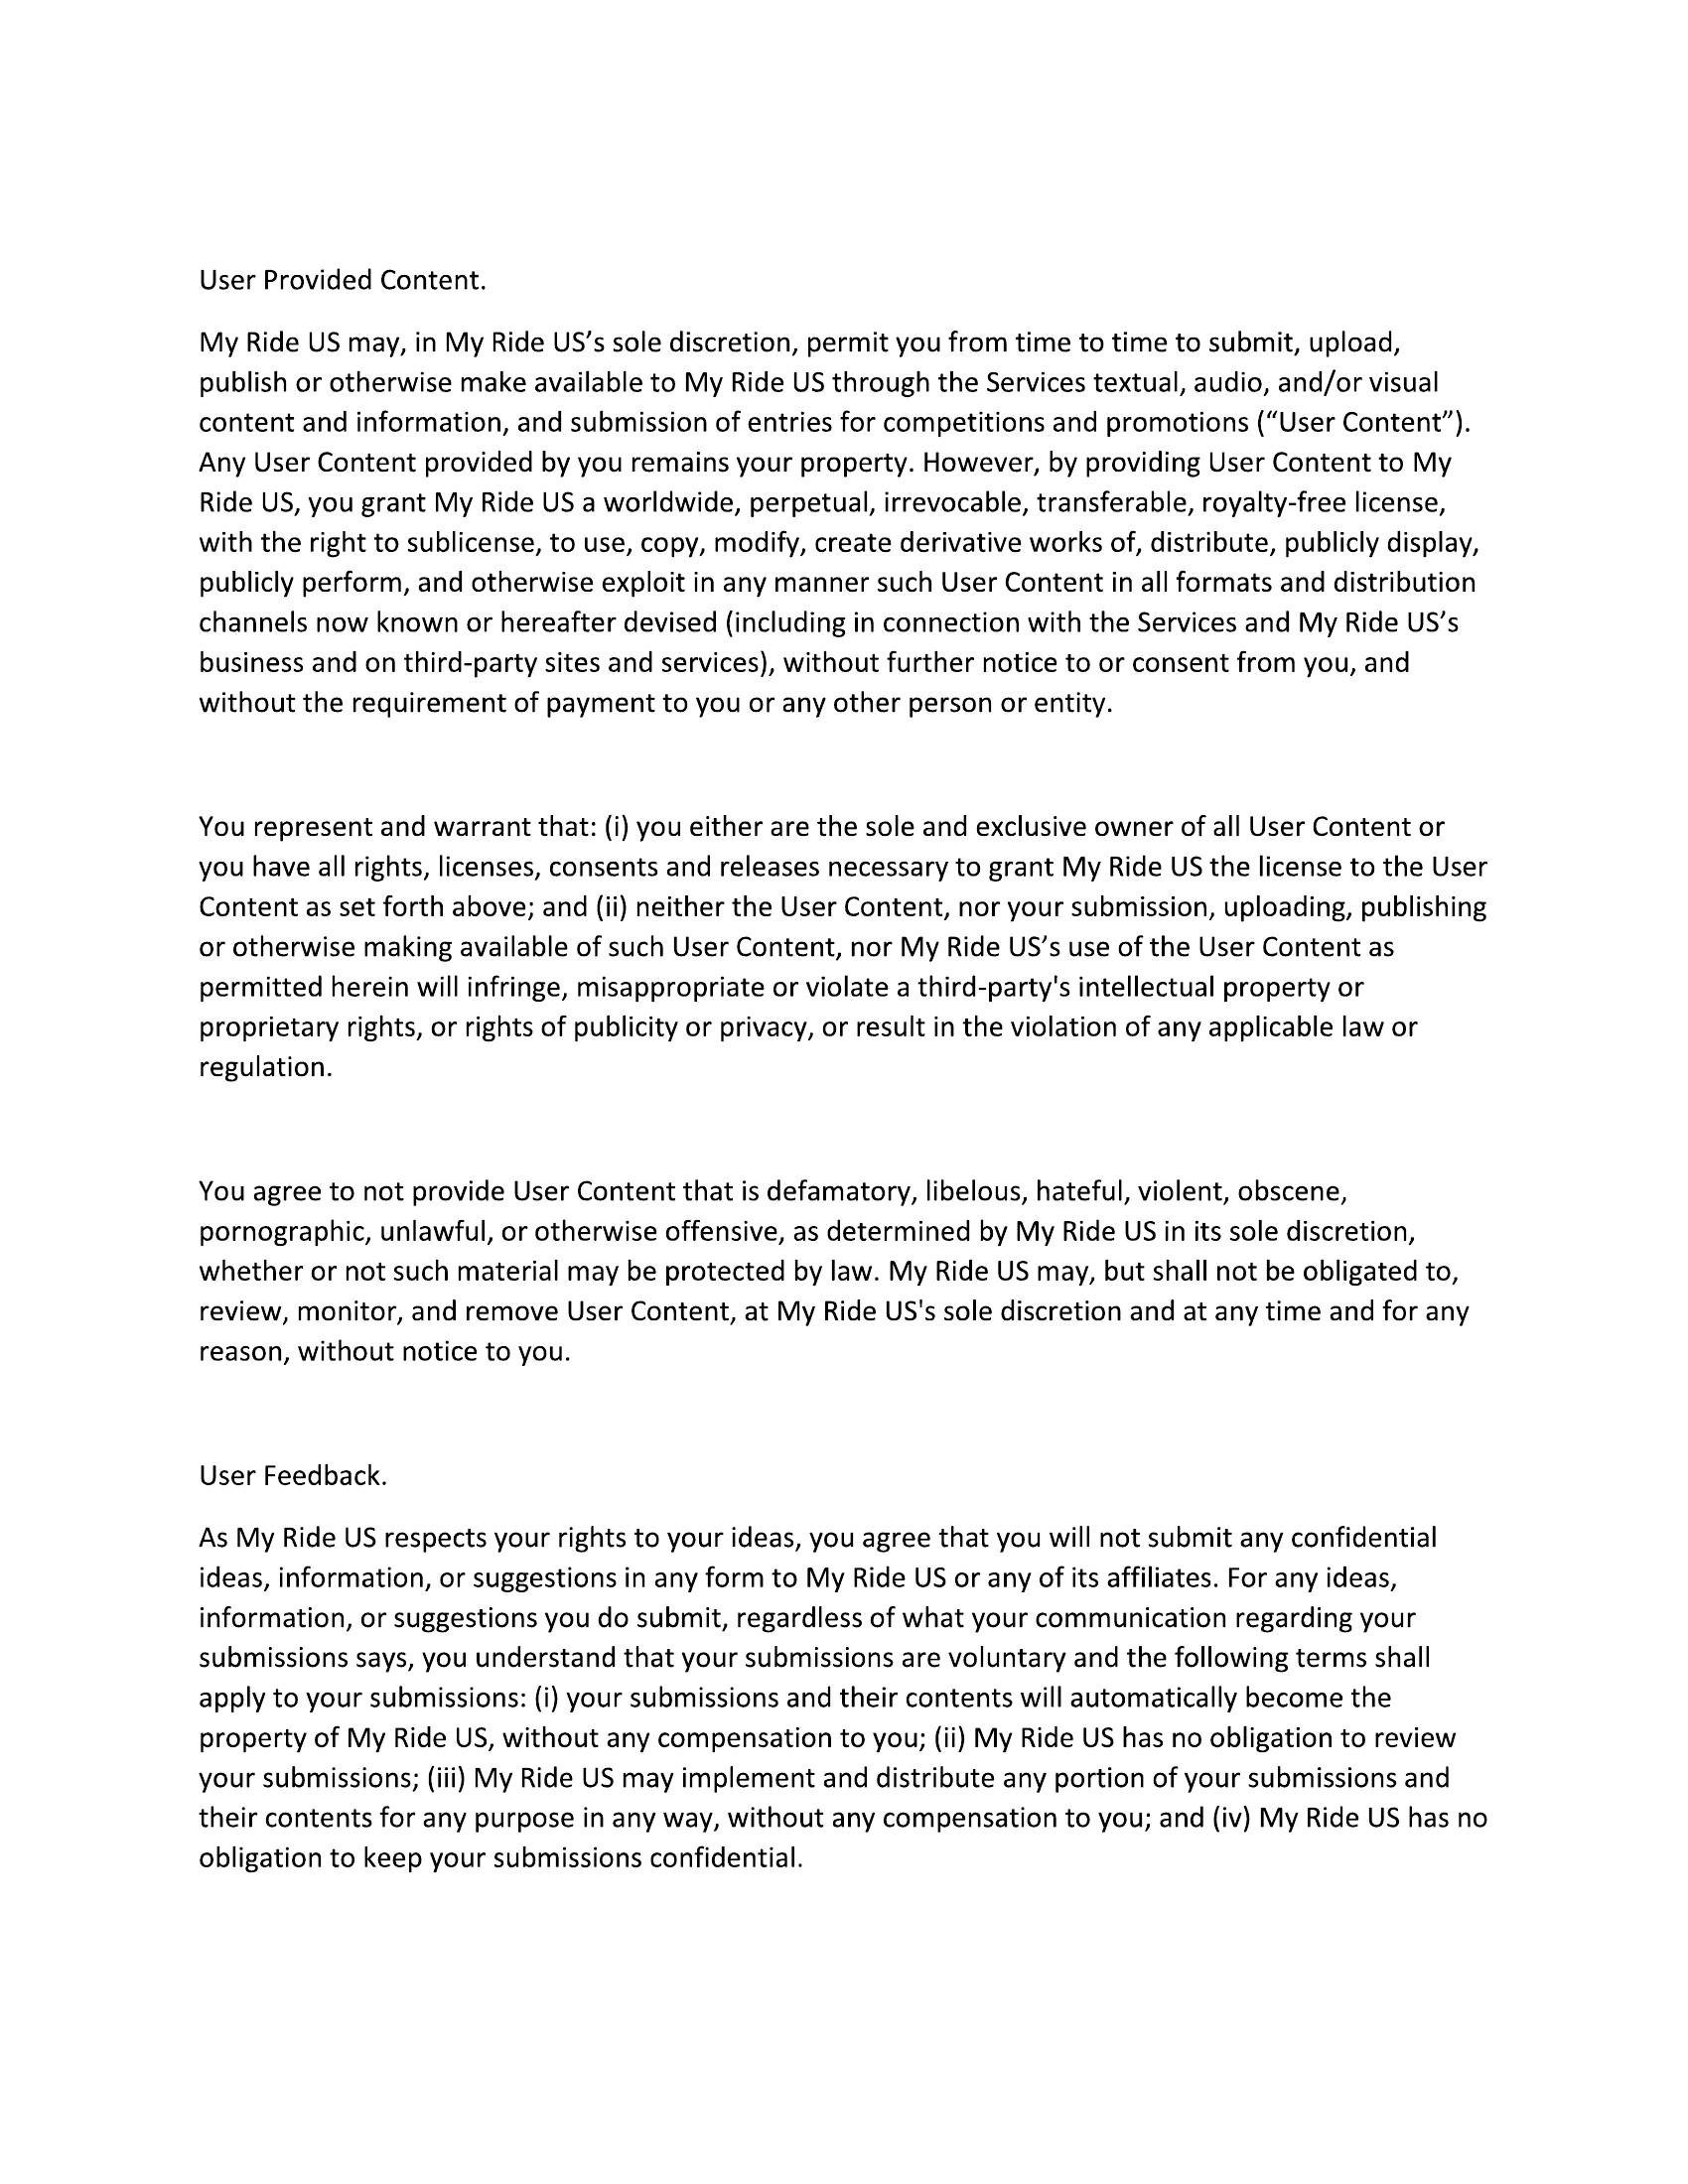 User Provided Content.
My Ride US may, in My Ride US’s sole discretion, permit you from time to time to submit, upload,
publish or otherwise make available to My Ride US through the Services textual, audio, and/or visual
content and information, and submission of entries for competitions and promotions (“User Content”).
Any User Content provided by you remains your property. However, by providing User Content to My
Ride US, you grant My Ride US a worldwide, perpetual, irrevocable, transferable, royalty-free license,
with the right to sublicense, to use, copy, modify, create derivative works of, distribute, publicly display,
publicly perform, and otherwise exploit in any manner such User Content in all formats and distribution
channels now known or hereafter devised (including in connection with the Services and My Ride US’s
business and on third-party sites and services), without further notice to or consent from you, and
without the requirement of payment to you or any other person or entity.
You represent and warrant that: (i) you either are the sole and exclusive owner of all User Content or
you have all rights, licenses, consents and releases necessary to grant My Ride US the license to the User
Content as set forth above; and (ii) neither the User Content, nor your submission, uploading, publishing
or otherwise making available of such User Content, nor My Ride US’s use of the User Content as
permitted herein will infringe, misappropriate or violate a third-party's intellectual property or
proprietary rights, or rights of publicity or privacy, or result in the violation of any applicable law or
regulation.
You agree to not provide User Content that is defamatory, libelous, hateful, violent, obscene,
pornographic, unlawful, or otherwise offensive, as determined by My Ride US in its sole discretion,
whether or not such material may be protected by law. My Ride US may, but shall not be obligated to,
review, monitor, and remove User Content, at My Ride US's sole discretion and at any time and for any
reason, without notice to you.
User Feedback.
As My Ride US respects your rights to your ideas, you agree that you will not submit any confidential
ideas, information, or suggestions in any form to My Ride US or any of its affiliates. For any ideas,
information, or suggestions you do submit, regardless of what your communication regarding your
submissions says, you understand that your submissions are voluntary and the following terms shall
apply to your submissions: (i) your submissions and their contents will automatically become the
property of My Ride US, without any compensation to you; (ii) My Ride US has no obligation to review
your submissions; (iii) My Ride US may implement and distribute any portion of your submissions and
their contents for any purpose in any way, without any compensation to you; and (iv) My Ride US has no
obligation to keep your submissions confidential.